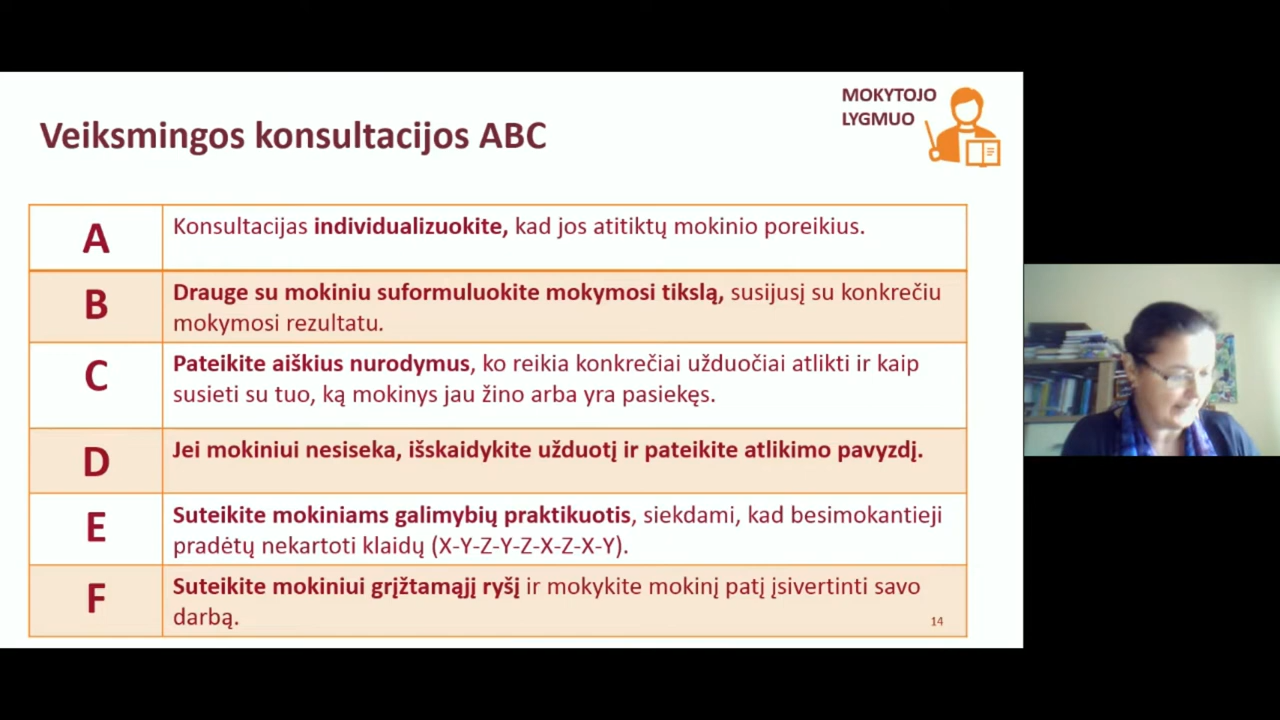 MOKYTOJO
LYGMUO
Veiksmingos konsultacijos ABC
A
Konsultacijas individualizuokite, kad jos atitiktų mokinio poreikius.
B
Drauge su mokiniu suformuluokite mokymosi tikslą, susijusį su konkrečiu
mokymosi rezultatu.
C
Pateikite aiškius nurodymus, ko reikia konkrečiai užduočiai atlikti ir kaip
susieti su tuo, ką mokinys jau žino arba yra pasiekęs.
D
Jei mokiniui nesiseka, išskaidykite užduotį ir pateikite atlikimo pavyzdį.
E
Suteikite mokiniams galimybių praktikuotis, siekdami, kad besimokantieji
pradėtų nekartoti klaidų (X-Y-Z-Y-Z-X-Z-X-Y).
F
Suteikite mokiniui grįžtamąjį ryšį ir mokykite mokinį patį įsivertinti savo
darbą.
14